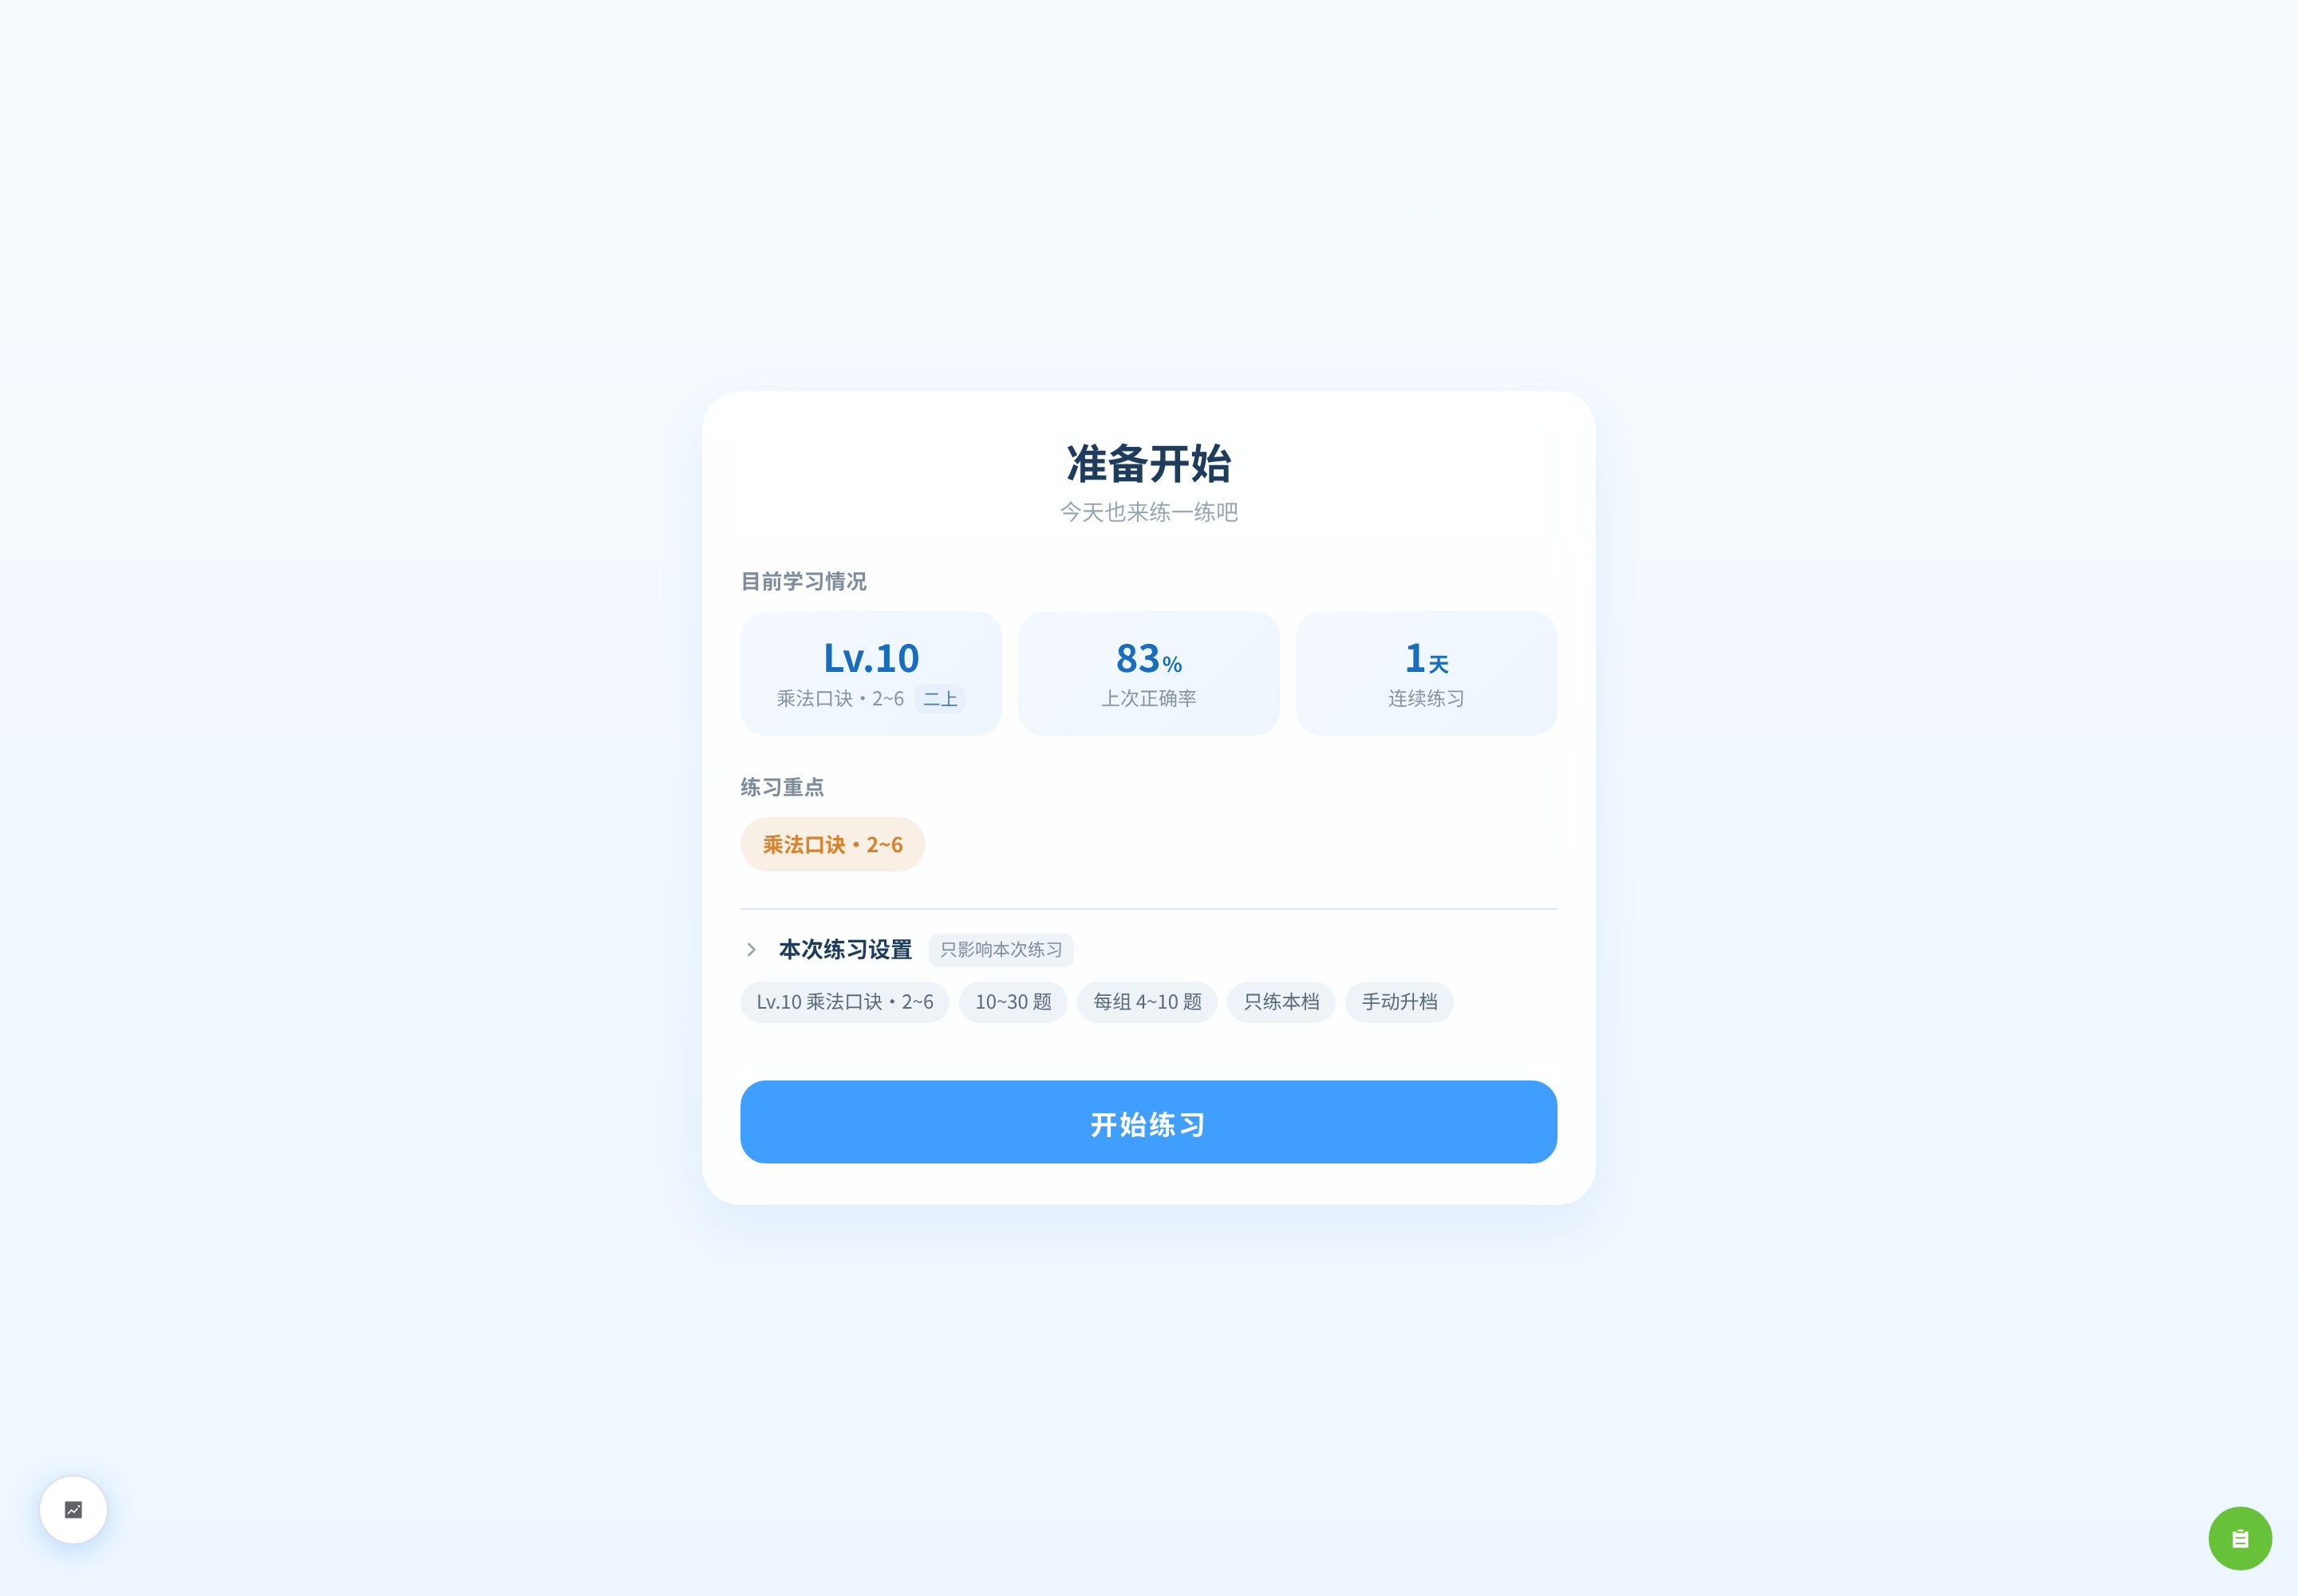 准备开始
今天也来练一练吧
目前学习情况
Lv.10
乘法口诀·2~6 二上
83%
上次正确率
1天
连续练习
练习重点
乘法口诀·2~6
本次练习设置 只影响本次练习
Lv.10 乘法口诀·2~6 10~30 题 每组 4~10 题 只练本档 手动升档
开始练习